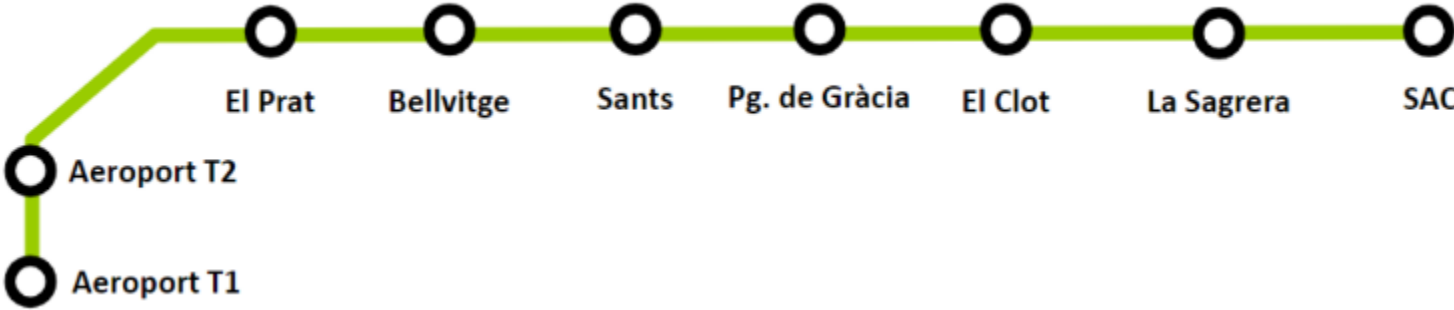 El Prat
Bellvitge
Sants
Pg. de Gràcia
El Clot
La Sagrera
Aeroport T2
Aeroport T1